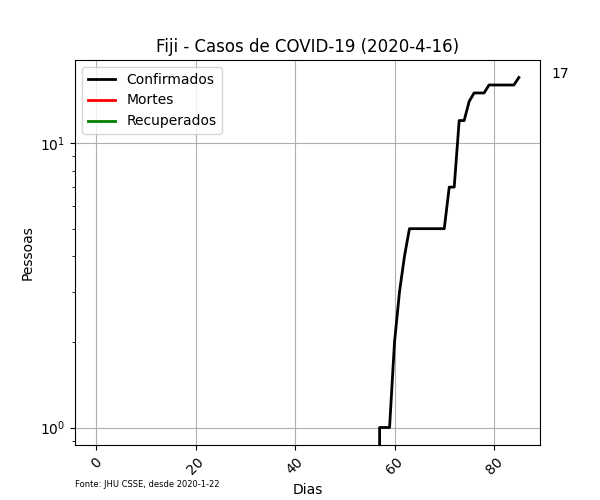 Fiji - Casos de COVID-19 (2020-4-16)
Confirmados
Mortes
Recuperados
17
10¹
10⁰
Pessoas
0 20 40 60 80
Dias
Fonte: JHU CSSE, desde 2020-1-22